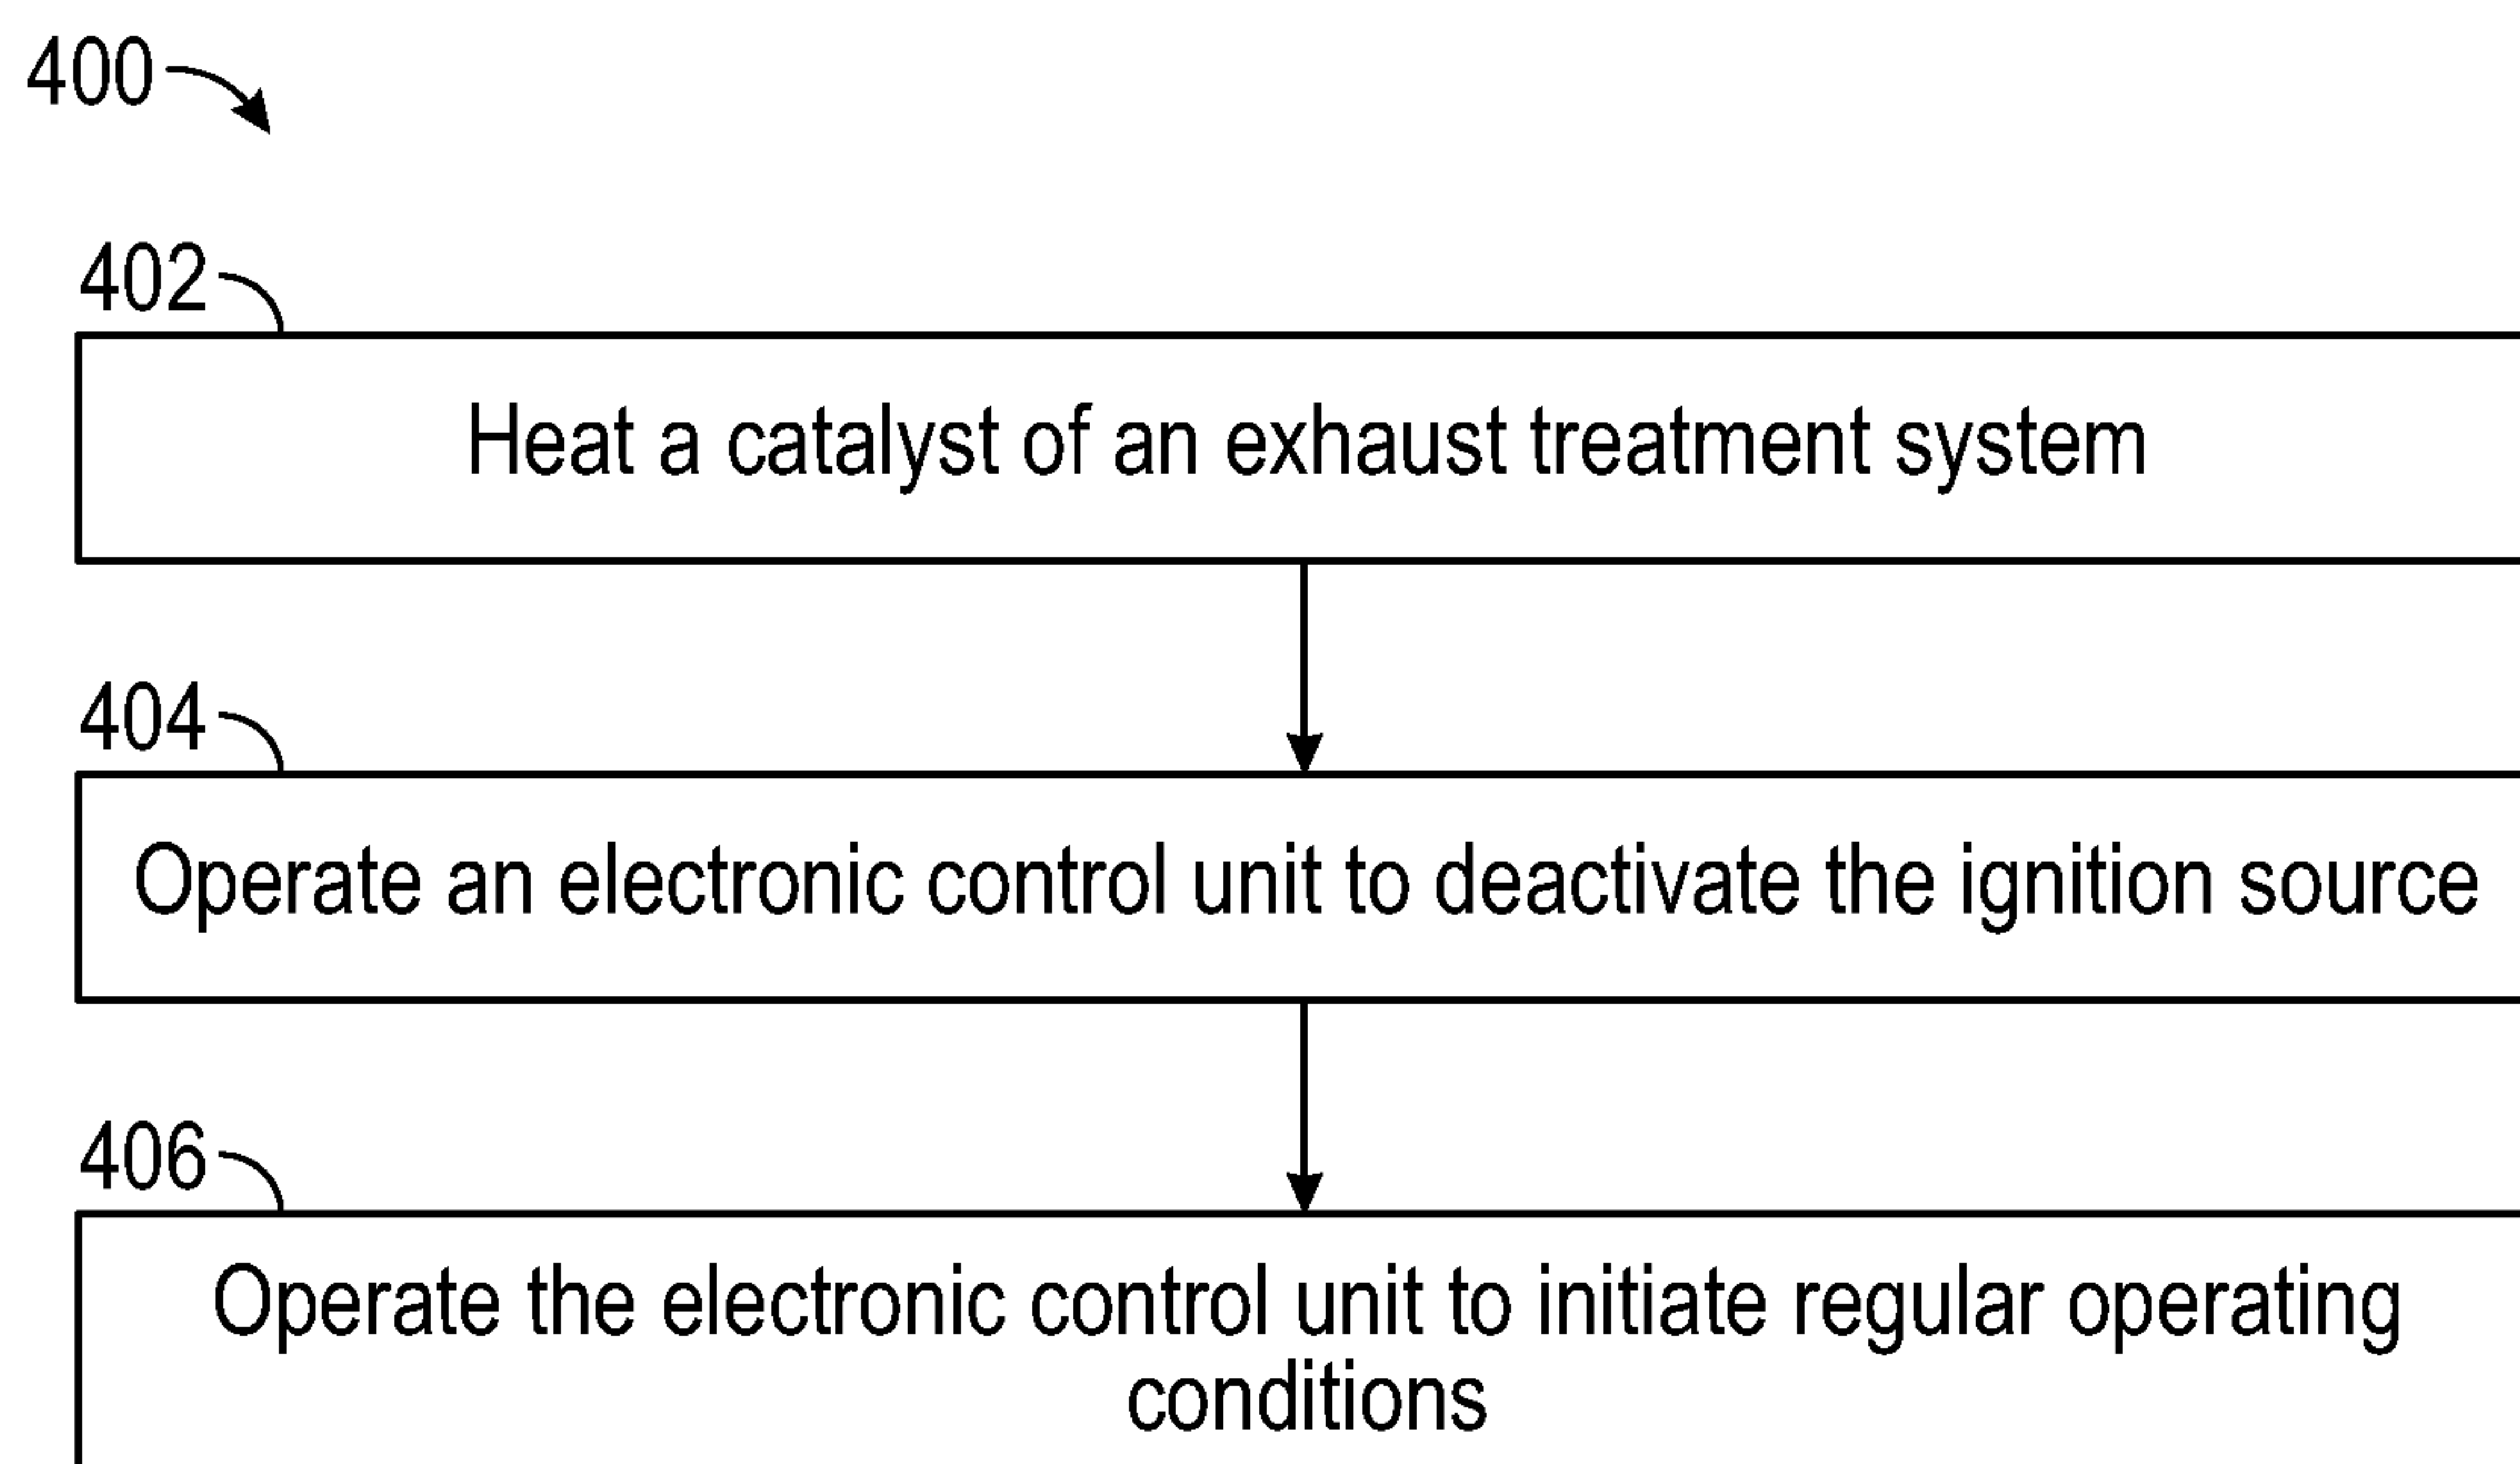 400
402
Heat a catalyst of an exhaust treatment system
404
Operate an electronic control unit to deactivate the ignition source
406
Operate the electronic control unit to initiate regular operating
conditions